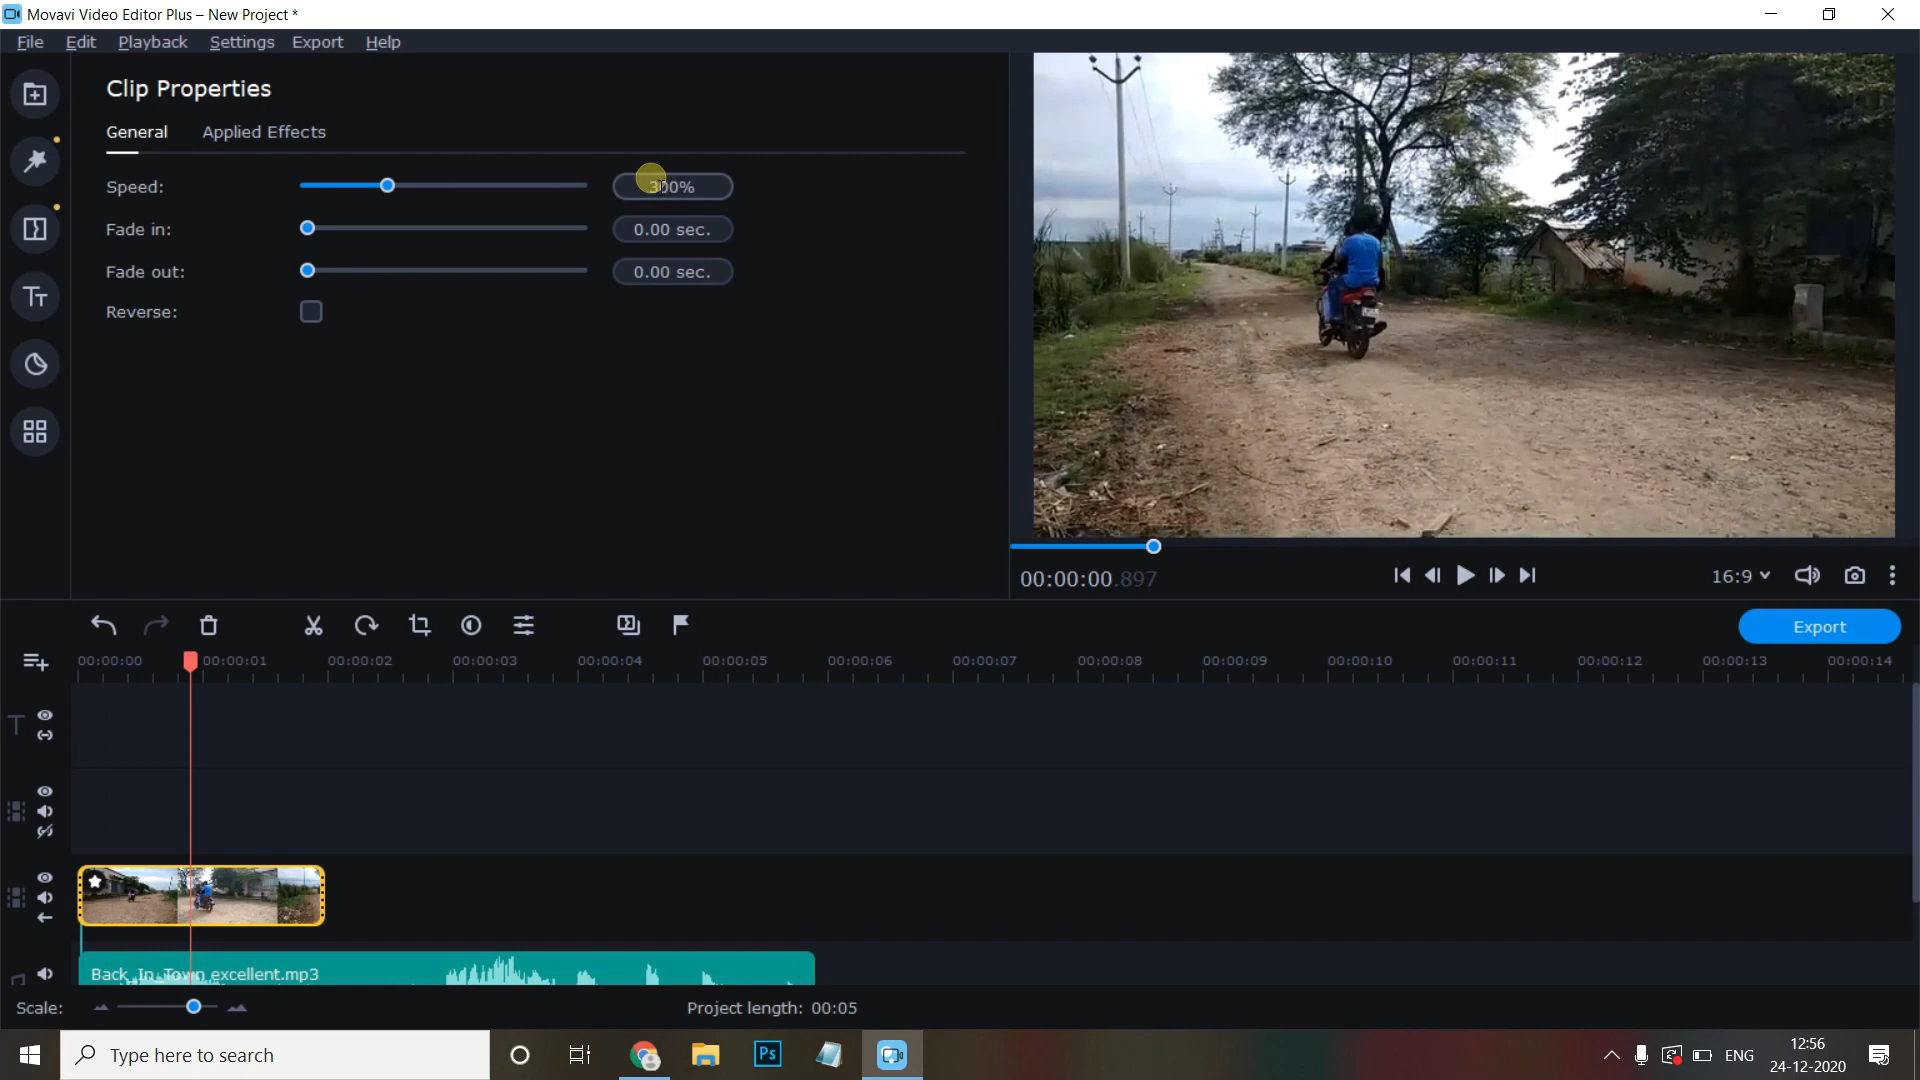 Movavi Video Editor Plus – New Project *
File Edit Playback Settings Export Help
Clip Properties
General Applied Effects
Speed: 300%
Fade in: 0.00 sec.
Fade out: 0.00 sec.
Reverse:
00:00:00.897
16:9
Export
00:00:00 00:00:01 00:00:02 00:00:03 00:00:04 00:00:05 00:00:06 00:00:07 00:00:08 00:00:09 00:00:10 00:00:11 00:00:12 00:00:13 00:00:14
Back_In_Town excellent.mp3
Scale: Project length: 00:05
Type here to search
Ps
ENG
12:56
24-12-2020